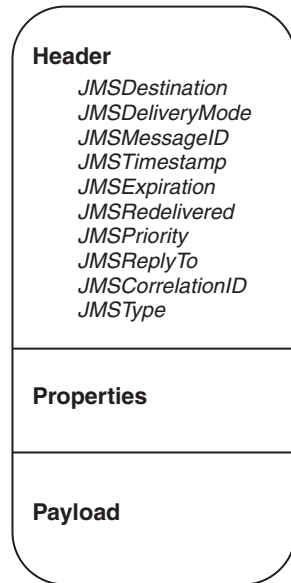 Header
JMSDestination
JMSDeliveryMode
JMSMessageID
JMSTimestamp
JMSExpiration
JMSRedelivered
JMSPriority
JMSReplyTo
JMSCorrelationID
JMSType
Properties
Payload